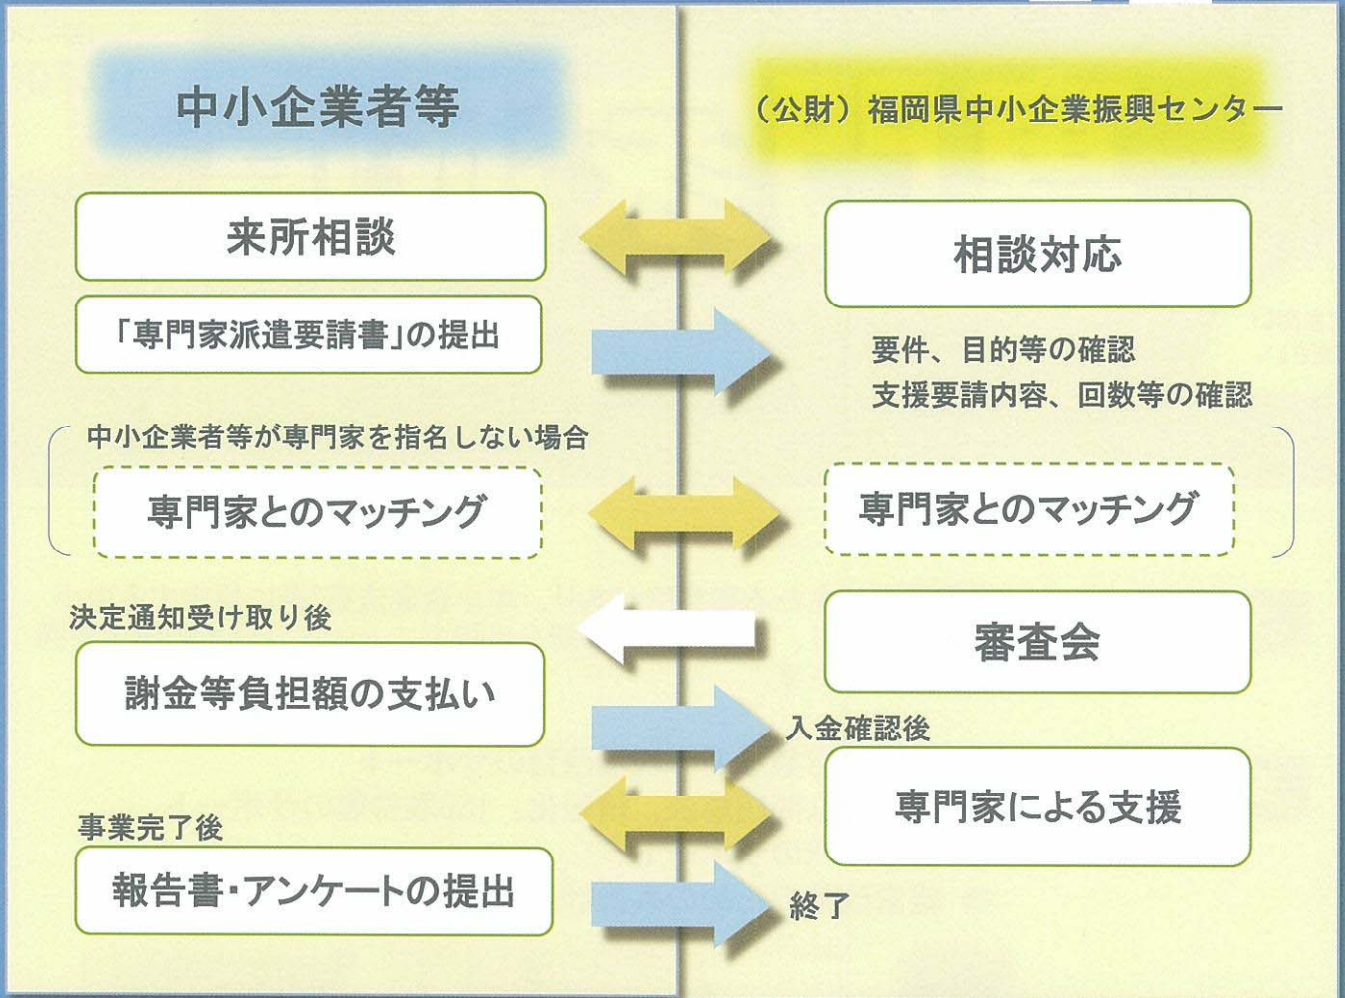 中小企業者等
（公財）福岡県中小企業振興センター
来所相談
相談対応
「専門家派遣要請書」の提出
要件、目的等の確認
支援要請内容、回数等の確認
中小企業者等が専門家を指名しない場合
専門家とのマッチング
専門家とのマッチング
審査会
決定通知受け取り後
謝金等負担額の支払い
入金確認後
専門家による支援
事業完了後
報告書・アンケートの提出
終了